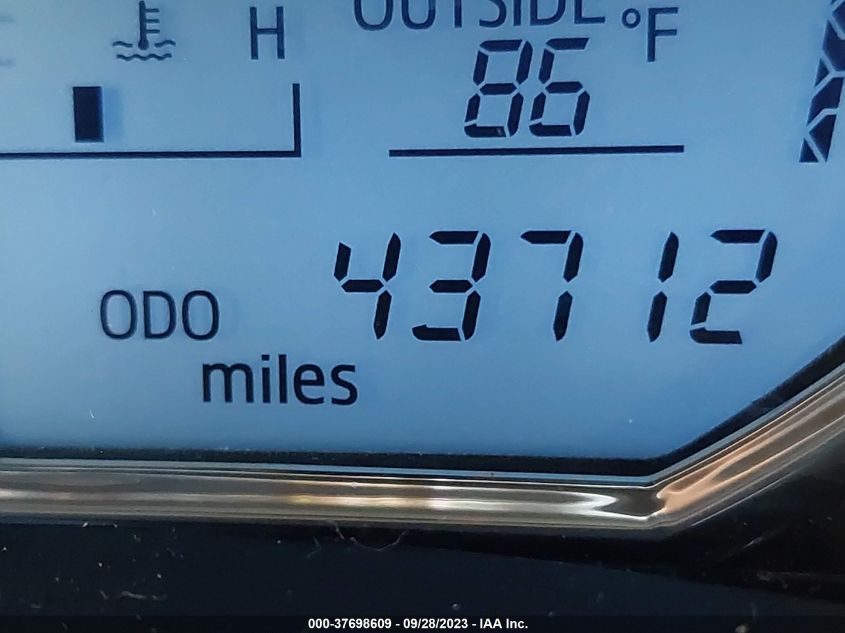 H
OUTSIDE °F
86
43712
ODO
miles
000-37698609 - 09/28/2023 - IAA Inc.